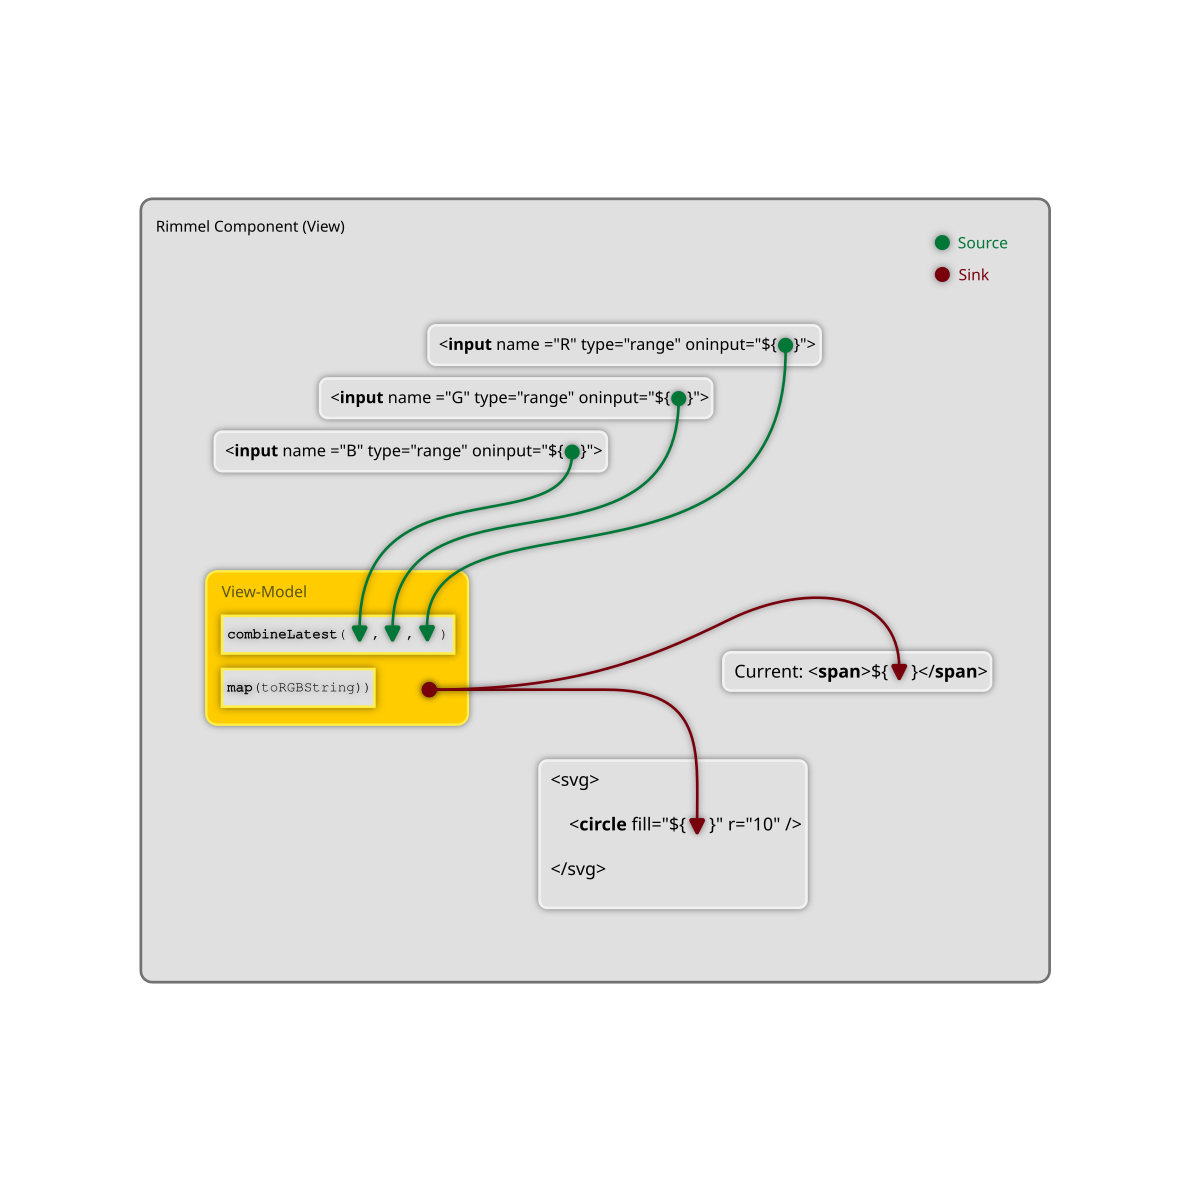 Rimmel Component (View)
Source
Sink
<input name ="R" type="range" oninput="${ }">
<input name ="G" type="range" oninput="${ }">
<input name ="B" type="range" oninput="${ }">
View-Model
combineLatest( , , )
map(toRGBString))
Current: <span>${ }</span>
<svg>
<circle fill="${ }" r="10" />
</svg>